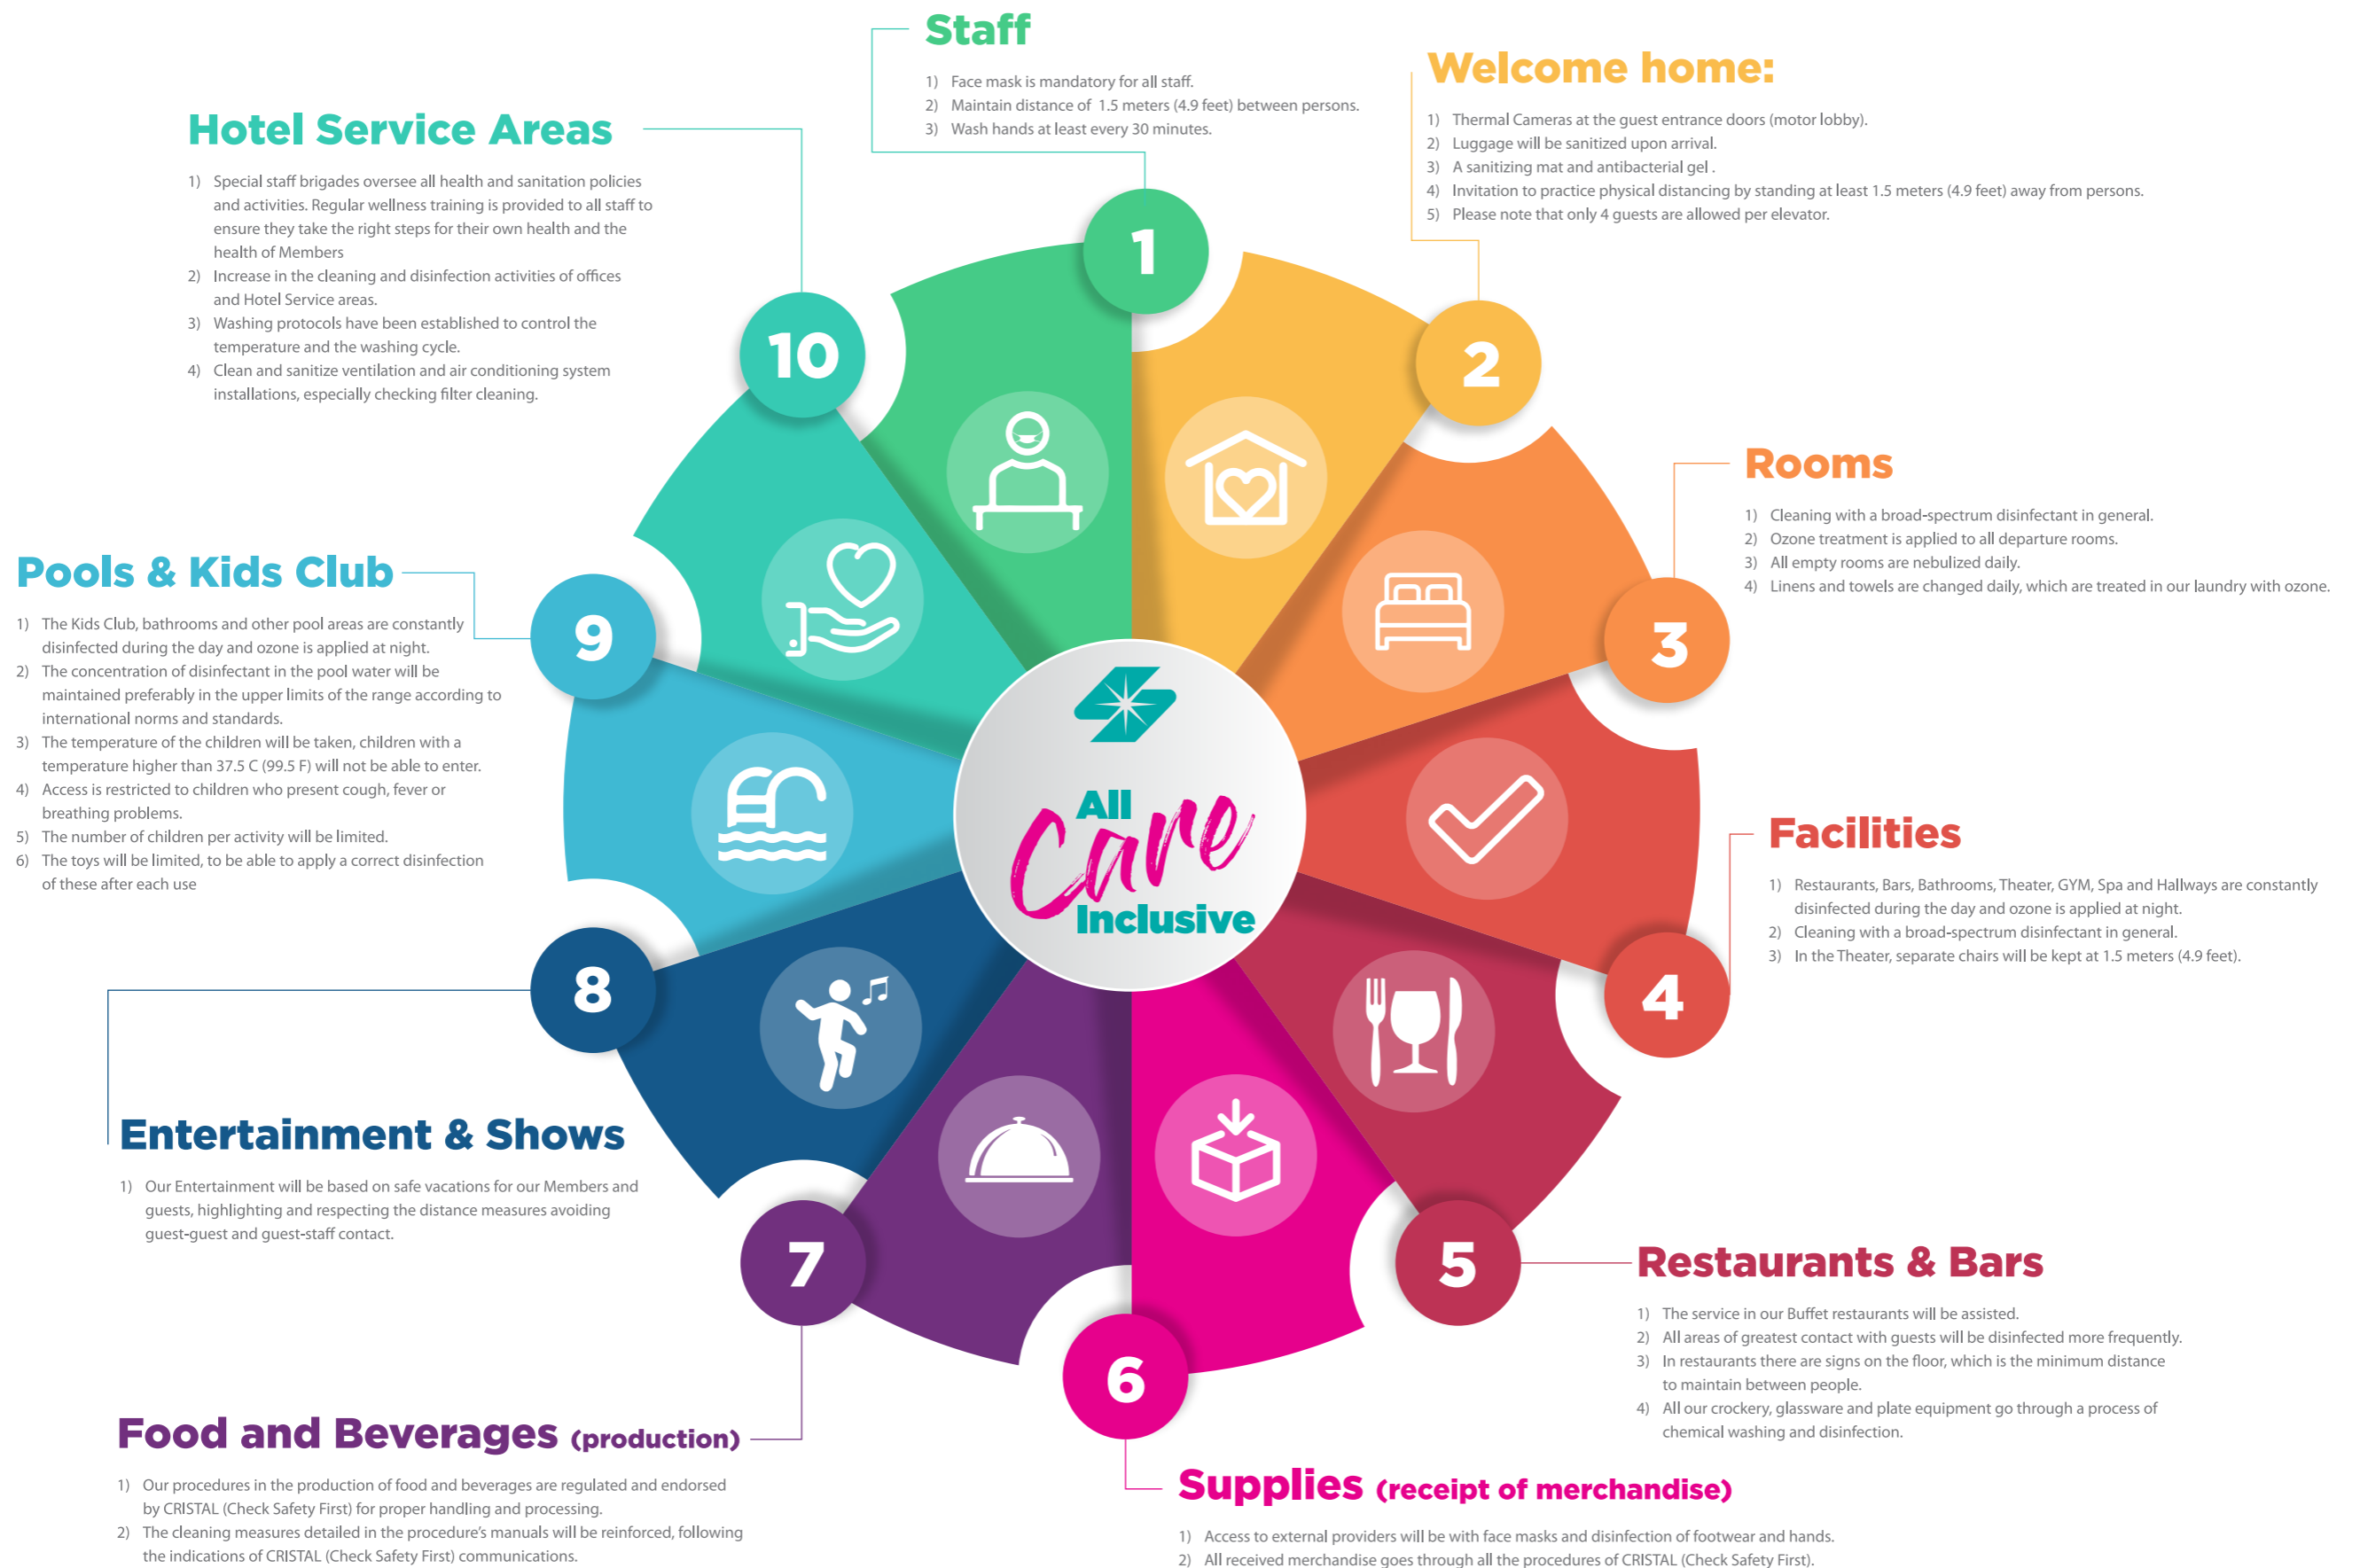 Staff
1) Face mask is mandatory for all staff.
2) Maintain distance of 1.5 meters (4.9 feet) between persons.
3) Wash hands at least every 30 minutes.
Welcome home:
1) Thermal Cameras at the guest entrance doors (motor lobby).
2) Luggage will be sanitized upon arrival.
3) A sanitizing mat and antibacterial gel .
4) Invitation to practice physical distancing by standing at least 1.5 meters (4.9 feet) away from persons.
5) Please note that only 4 guests are allowed per elevator.
Rooms
1) Cleaning with a broad-spectrum disinfectant in general.
2) Ozone treatment is applied to all departure rooms.
3) All empty rooms are nebulized daily.
4) Linens and towels are changed daily, which are treated in our laundry with ozone.
Facilities
1) Restaurants, Bars, Bathrooms, Theater, GYM, Spa and Hallways are constantly
disinfected during the day and ozone is applied at night.
2) Cleaning with a broad-spectrum disinfectant in general.
3) In the Theater, separate chairs will be kept at 1.5 meters (4.9 feet).
Restaurants & Bars
1) The service in our Buffet restaurants will be assisted.
2) All areas of greatest contact with guests will be disinfected more frequently.
3) In restaurants there are signs on the floor, which is the minimum distance
to maintain between people.
4) All our crockery, glassware and plate equipment go through a process of
chemical washing and disinfection.
Supplies (receipt of merchandise)
1) Access to external providers will be with face masks and disinfection of footwear and hands.
2) All received merchandise goes through all the procedures of CRISTAL (Check Safety First).
Food and Beverages (production)
1) Our procedures in the production of food and beverages are regulated and endorsed
by CRISTAL (Check Safety First) for proper handling and processing.
2) The cleaning measures detailed in the procedure's manuals will be reinforced, following
the indications of CRISTAL (Check Safety First) communications.
Entertainment & Shows
1) Our Entertainment will be based on safe vacations for our Members and
guests, highlighting and respecting the distance measures avoiding
guest-guest and guest-staff contact.
Pools & Kids Club
1) The Kids Club, bathrooms and other pool areas are constantly
disinfected during the day and ozone is applied at night.
2) The concentration of disinfectant in the pool water will be
maintained preferably in the upper limits of the range according to
international norms and standards.
3) The temperature of the children will be taken, children with a
temperature higher than 37.5 C (99.5 F) will not be able to enter.
4) Access is restricted to children who present cough, fever or
breathing problems.
5) The number of children per activity will be limited.
6) The toys will be limited, to be able to apply a correct disinfection
of these after each use
Hotel Service Areas
1) Special staff brigades oversee all health and sanitation policies
and activities. Regular wellness training is provided to all staff to
ensure they take the right steps for their own health and the
health of Members
2) Increase in the cleaning and disinfection activities of offices
and Hotel Service areas.
3) Washing protocols have been established to control the
temperature and the washing cycle.
4) Clean and sanitize ventilation and air conditioning system
installations, especially checking filter cleaning.
1
2
3
4
5
6
7
8
9
10
All
Care
Inclusive